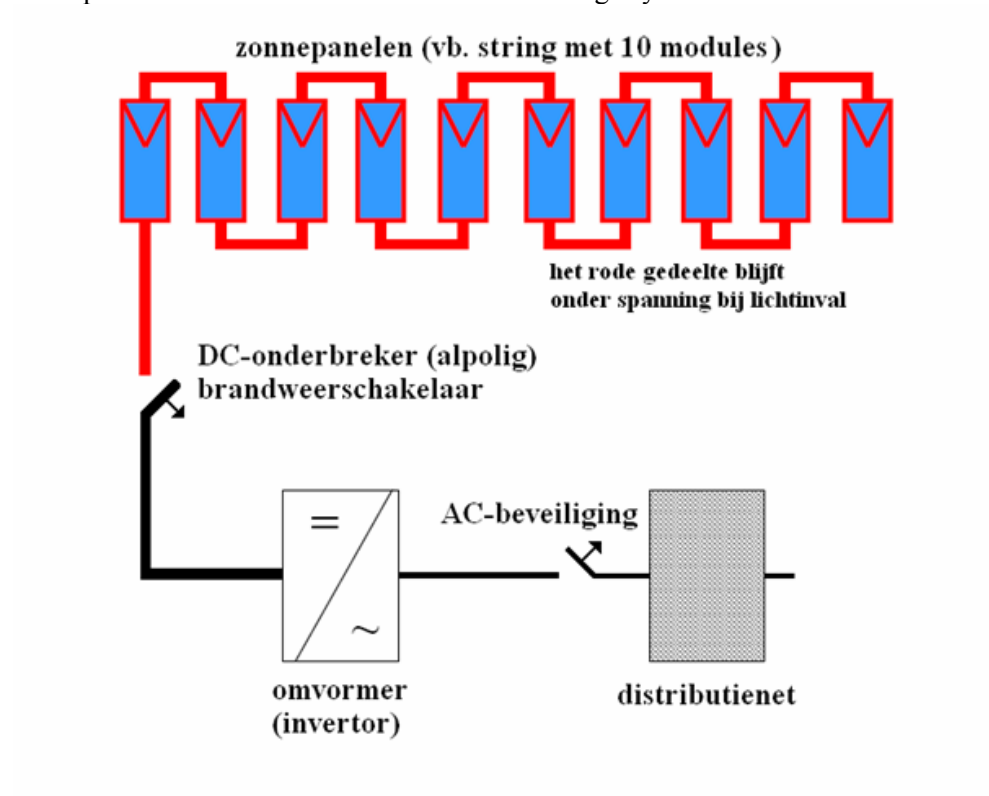 zonnepanelen (vb. string met 10 modules)
het rode gedeelte blijft
onder spanning bij lichtinval
DC-onderbreker (alpolig)
brandweerschakelaar
AC-beveiliging
=
~
omvormer
(invertor)
distributienet